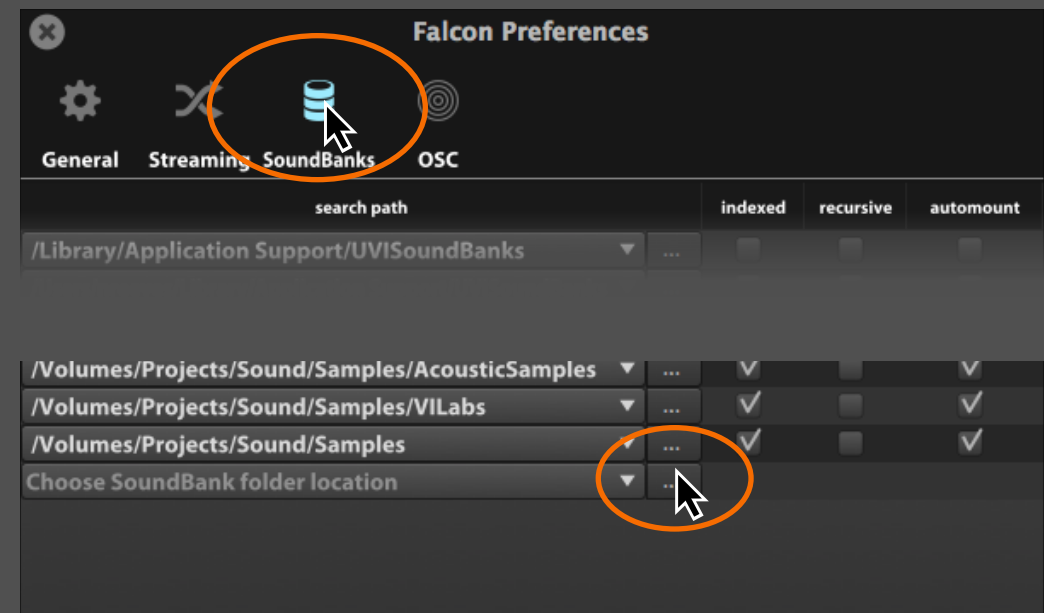 Falcon Preferences
General Streaming SoundBanks OSC
search path indexed recursive automount
/Library/Application Support/UVISoundBanks ...
/Volumes/Projects/Sound/Samples/AcousticSamples ...
/Volumes/Projects/Sound/Samples/VILabs ...
/Volumes/Projects/Sound/Samples ...
Choose SoundBank folder location ...